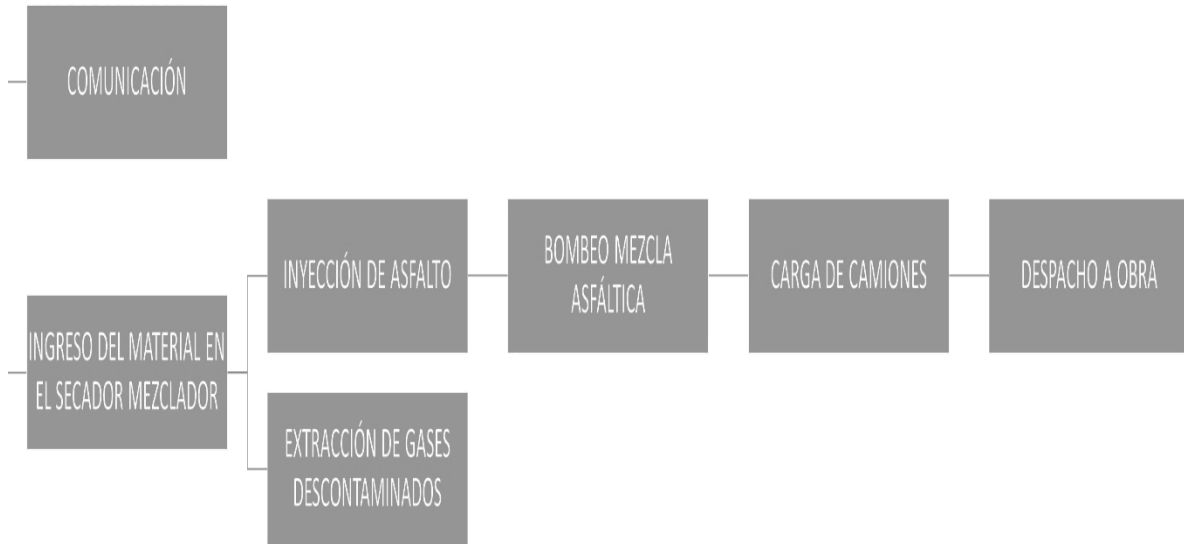 COMUNICACIÓN
INGRESO DEL MATERIAL EN
EL SECADOR MEZCLADOR
INYECCIÓN DE ASFALTO
BOMBEO MEZCLA
ASFÁLTICA
CARGA DE CAMIONES
DESPACHO A OBRA
EXTRACCIÓN DE GASES
DESCONTAMINADOS